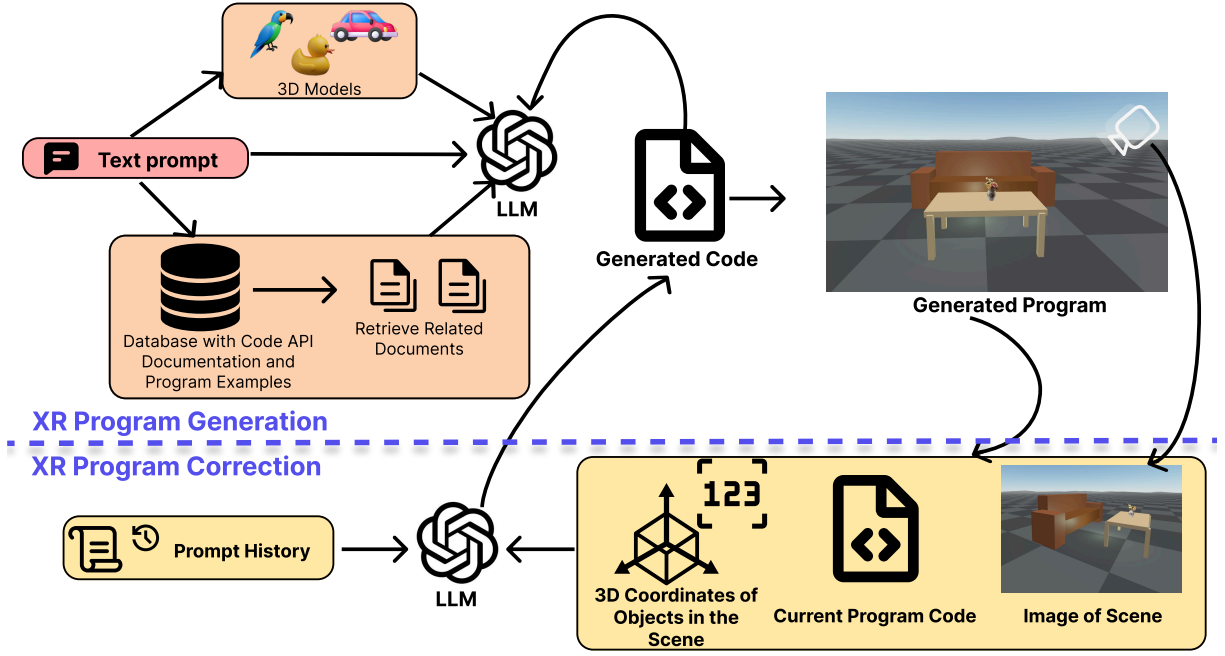 3D Models
Text prompt
LLM
Generated Code
Generated Program
Database with Code API
Documentation and
Program Examples
Retrieve Related
Documents
XR Program Generation
XR Program Correction
Prompt History
LLM
123
3D Coordinates of
Objects in the
Scene
Current Program Code
Image of Scene